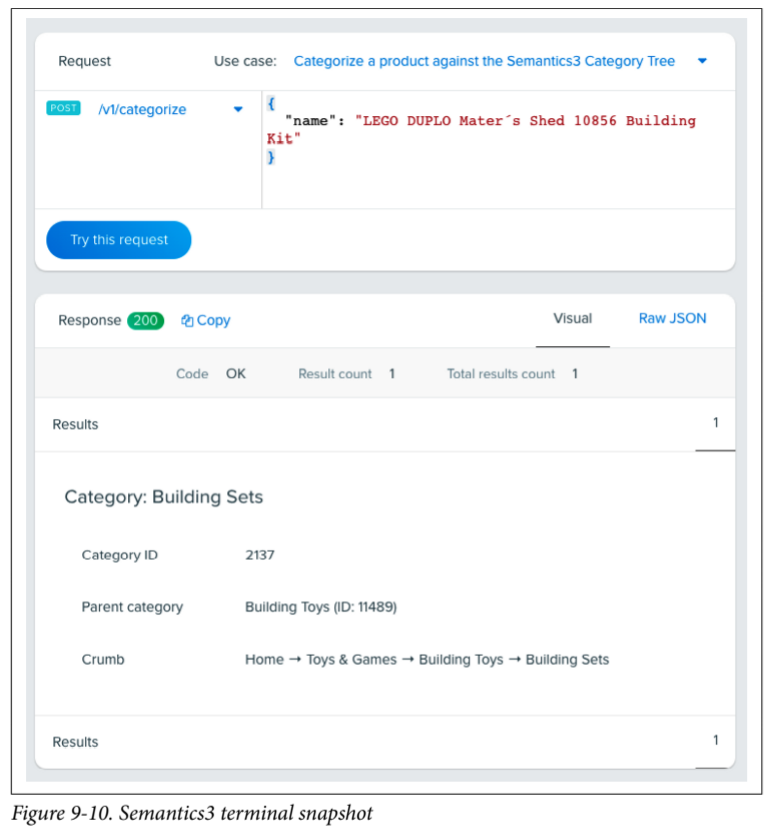 Request Use case: Categorize a product against the Semantics3 Category Tree
POST /v1/categorize
{
"name": "LEGO DUPLO Mater´s Shed 10856 Building
Kit"
}
Try this request
Response 200 Copy Visual Raw JSON
Code OK Result count 1 Total results count 1
Results 1
Category: Building Sets
Category ID 2137
Parent category Building Toys (ID: 11489)
Crumb Home → Toys & Games → Building Toys → Building Sets
Results 1
Figure 9-10. Semantics3 terminal snapshot